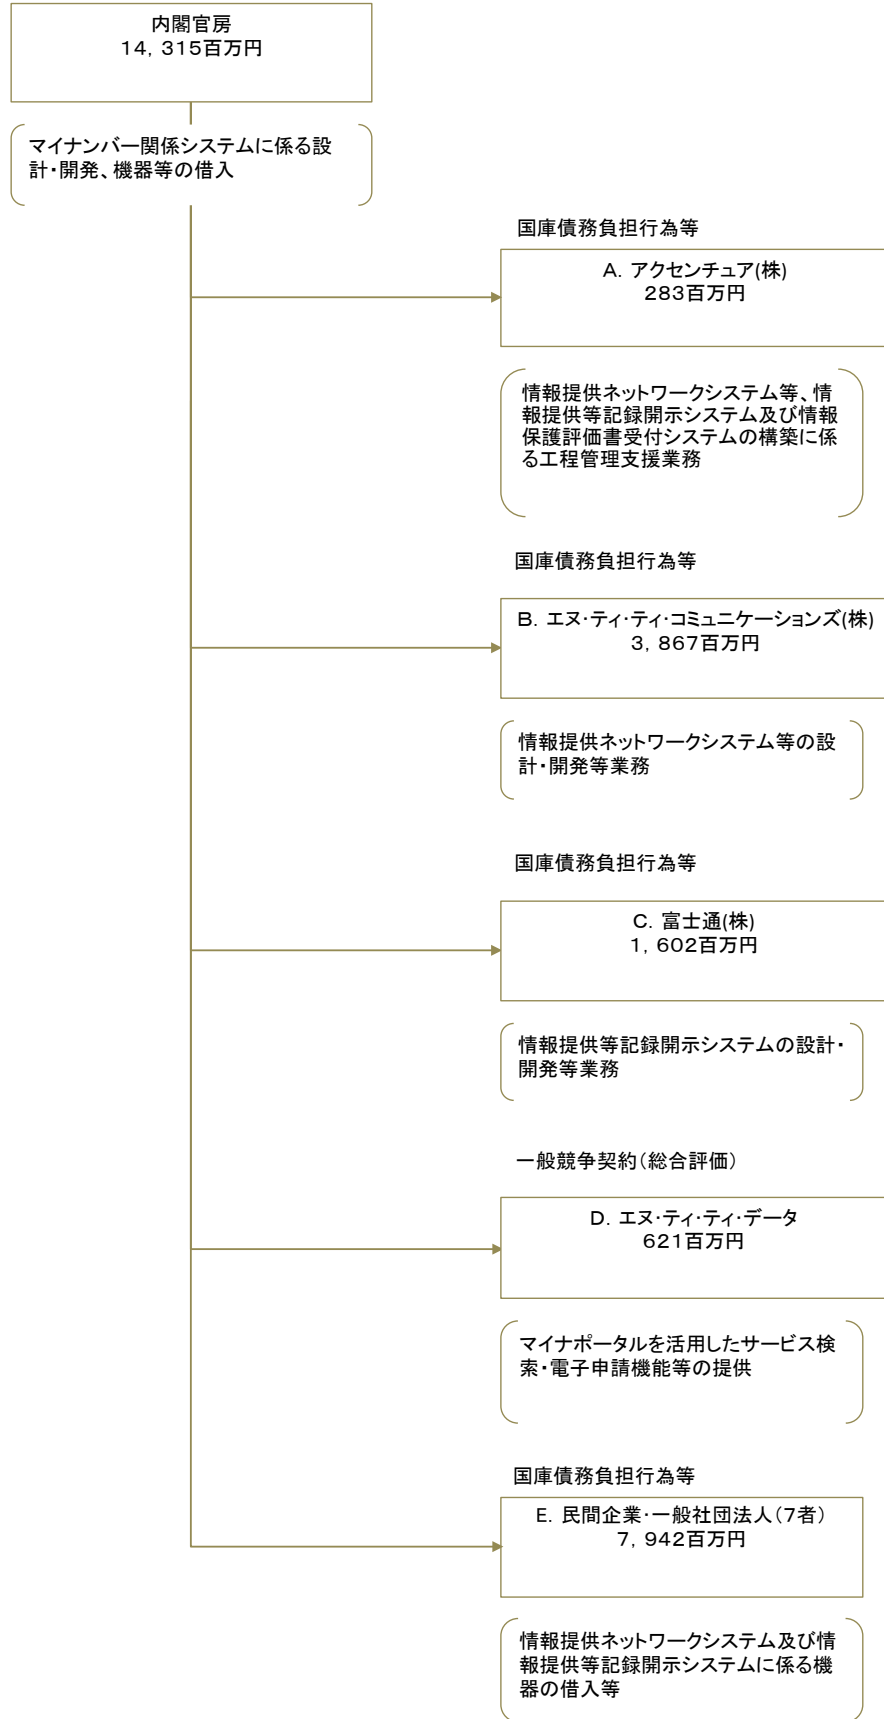 内閣官房
14，315百万円
マイナンバー関係システムに係る設
計・開発、機器等の借入
国庫債務負担行為等
A．アクセンチュア(株)
283百万円
情報提供ネットワークシステム等、情
報提供等記録開示システム及び情報
保護評価書受付システムの構築に係
る工程管理支援業務
国庫債務負担行為等
B．エヌ・ティ・ティ・コミュニケーションズ(株)
3，867百万円
情報提供ネットワークシステム等の設
計・開発等業務
国庫債務負担行為等
C．富士通(株)
1，602百万円
情報提供等記録開示システムの設計・
開発等業務
一般競争契約（総合評価）
D．エヌ・ティ・ティ・データ
621百万円
マイナポータルを活用したサービス検
索・電子申請機能等の提供
国庫債務負担行為等
E．民間企業・一般社団法人（7者）
7，942百万円
情報提供ネットワークシステム及び情
報提供等記録開示システムに係る機
器の借入等